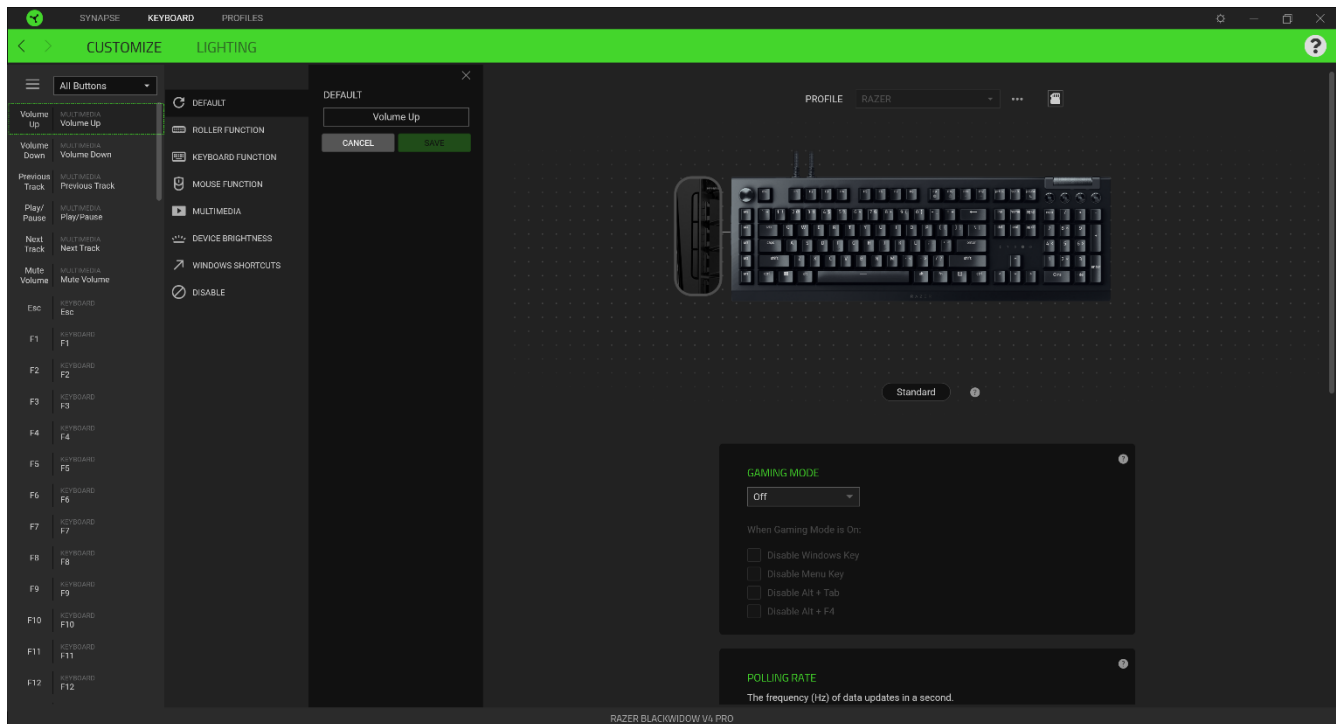 SYNAPSE KEYBOARD PROFILES
CUSTOMIZE LIGHTING
All Buttons
Volume Up MULTIMEDIA Volume Up
Volume Down MULTIMEDIA Volume Down
Previous Track MULTIMEDIA Previous Track
Play/ Pause MULTIMEDIA Play/Pause
Next Track MULTIMEDIA Next Track
Mute Volume MULTIMEDIA Mute Volume
Esc KEYBOARD Esc
F1 KEYBOARD F1
F2 KEYBOARD F2
F3 KEYBOARD F3
F4 KEYBOARD F4
F5 KEYBOARD F5
F6 KEYBOARD F6
F7 KEYBOARD F7
F8 KEYBOARD F8
F9 KEYBOARD F9
F10 KEYBOARD F10
F11 KEYBOARD F11
F12 KEYBOARD F12
DEFAULT
ROLLER FUNCTION
KEYBOARD FUNCTION
MOUSE FUNCTION
MULTIMEDIA
DEVICE BRIGHTNESS
WINDOWS SHORTCUTS
DISABLE
DEFAULT
Volume Up
CANCEL SAVE
PROFILE RAZER
Standard
GAMING MODE
Off
When Gaming Mode is On:
Disable Windows Key
Disable Menu Key
Disable Alt + Tab
Disable Alt + F4
POLLING RATE
The frequency (Hz) of data updates in a second.
RAZER BLACKWIDOW V4 PRO